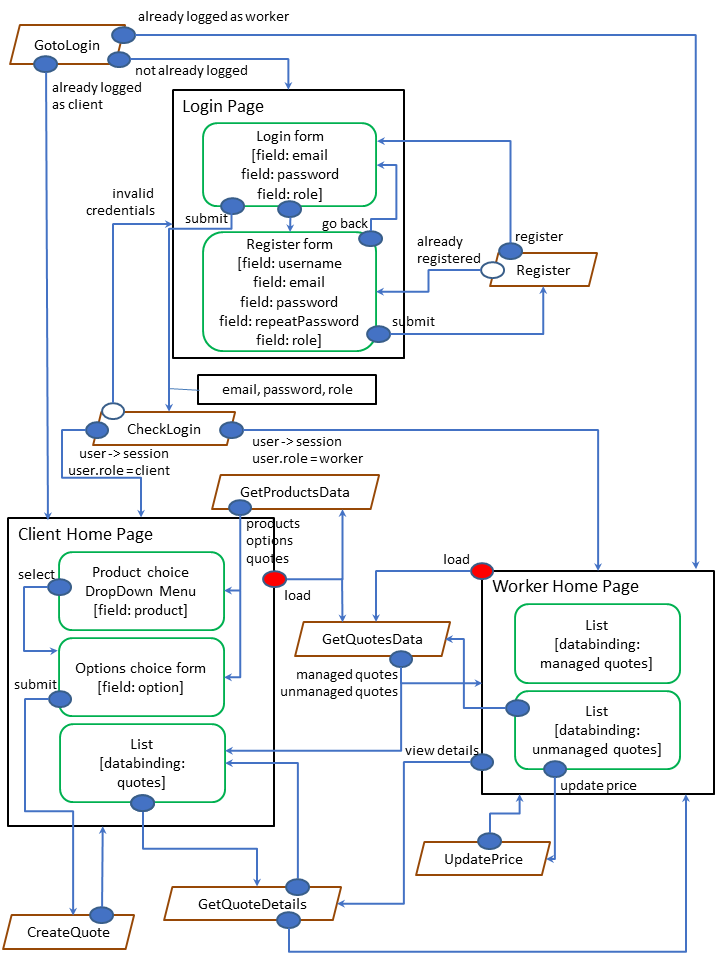 already logged as worker
GotoLogin
not already logged
already logged
as client
Login Page
Login form
[field: email
field: password
field: role]
invalid
credentials
submit
go back
Register form
[field: username
field: email
field: password
field: repeatPassword
field: role]
already
registered
register
Register
submit
email, password, role
CheckLogin
user -> session
user.role = client
user -> session
user.role = worker
GetProductsData
products
options
quotes
Client Home Page
select
Product choice
DropDown Menu
[field: product]
load
load
Worker Home Page
List
[databinding:
managed quotes]
GetQuotesData
Options choice form
[field: option]
submit
managed quotes
unmanaged quotes
List
[databinding:
unmanaged quotes]
List
[databinding:
quotes]
view details
update price
UpdatePrice
GetQuoteDetails
CreateQuote